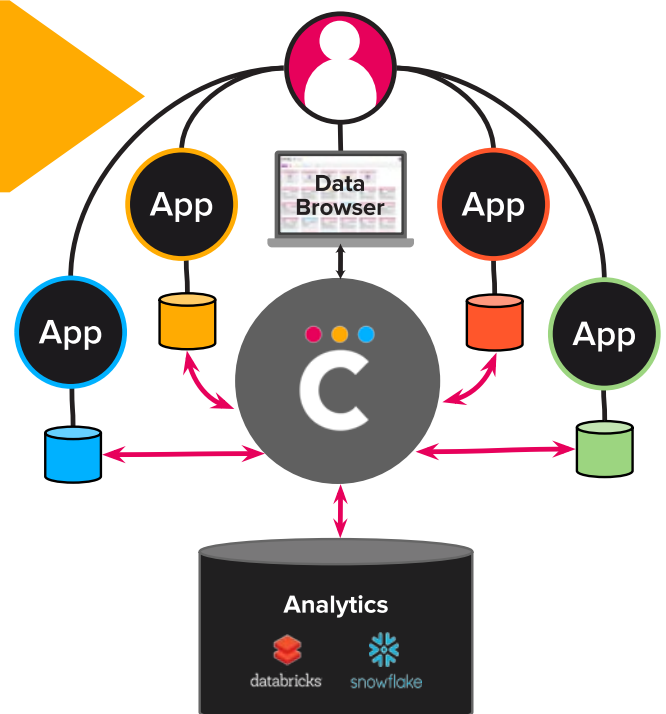 Data
Browser
App
App
App
App
C̈
Analytics
databricks
snowflake